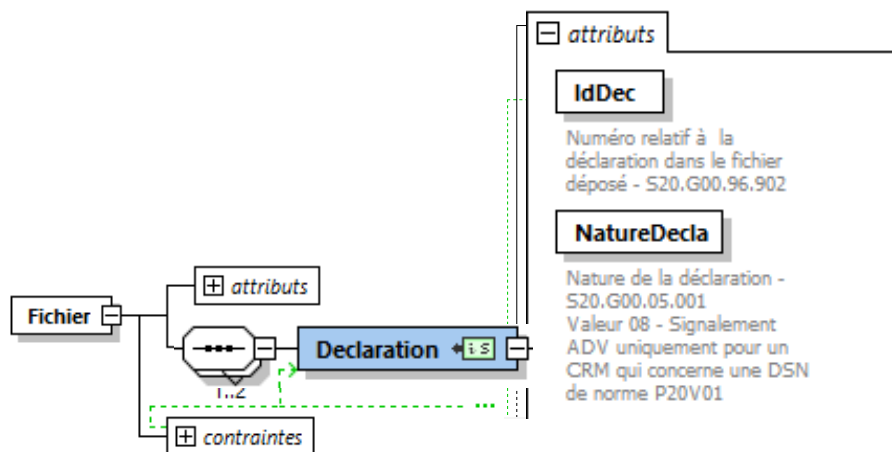 attributs
IdDec
Numéro relatif à la
déclaration dans le fichier
déposé - S20.G00.96.902
NatureDecla
Nature de la déclaration -
S20.G00.05.001
Valeur 08 - Signalement
ADV uniquement pour un
CRM qui concerne une DSN
de norme P20V01
attributs
Fichier
Declaration
is
1..2
...
contraintes